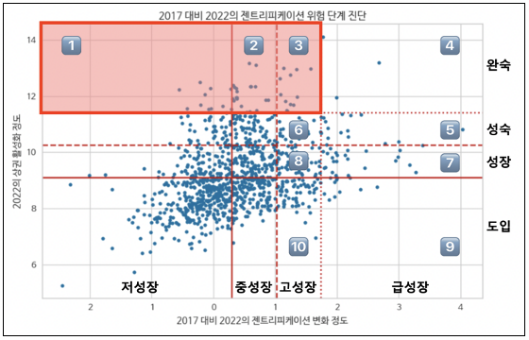 2017 대비 2022의 젠트리피케이션 위험 단계 진단
14
12
10
8
6
2022의 상권활성화 정도
1
2
3
4
완숙
6
5
성숙
8
7
성장
10
9
도입
저성장
중성장
고성장
급성장
2
1
0
1
2
3
4
2017 대비 2022의 젠트리피케이션 변화 정도